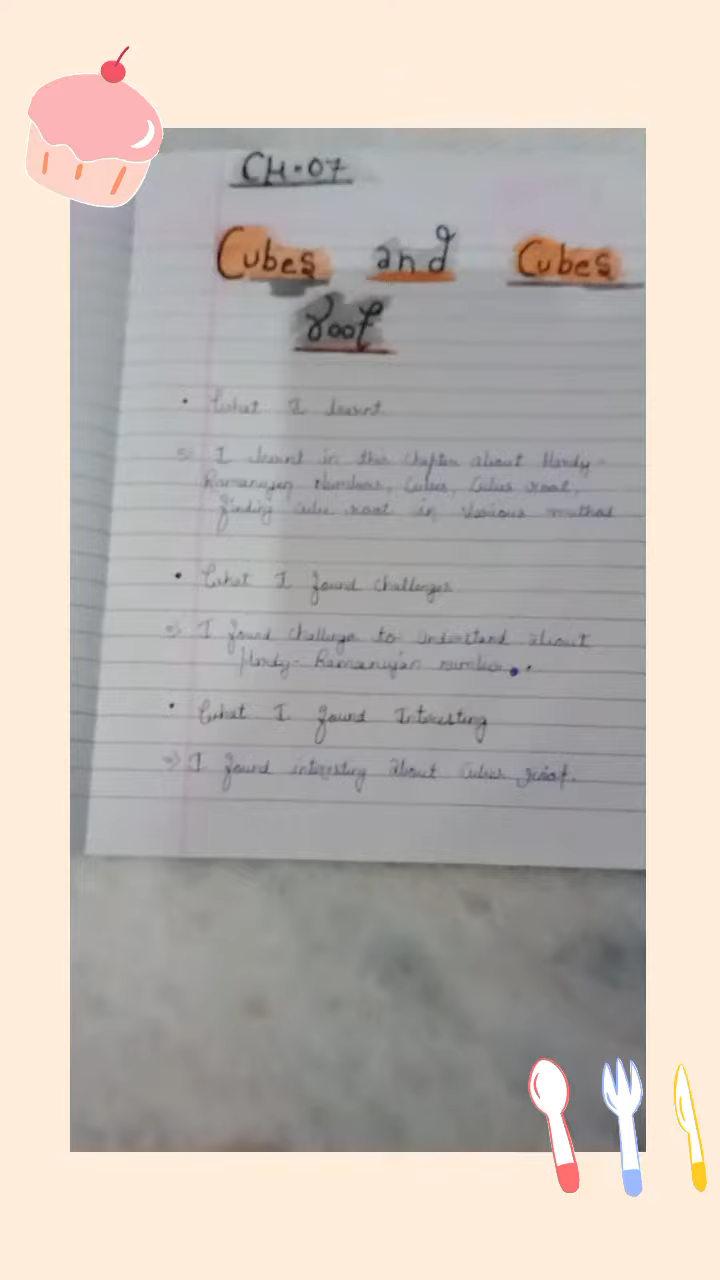 CH-07
Cubes and Cubes
root
• What I learnt
⇒ I learnt in this chapter about Hardy-
Ramanujan Numbers, Cubes, Cubes root,
finding cube root in various method
• What I found challenges
⇒ I found challenge to understand about
Hardy-Ramanujan number.
• What I found Interesting
⇒ I found interesting about cubes root.